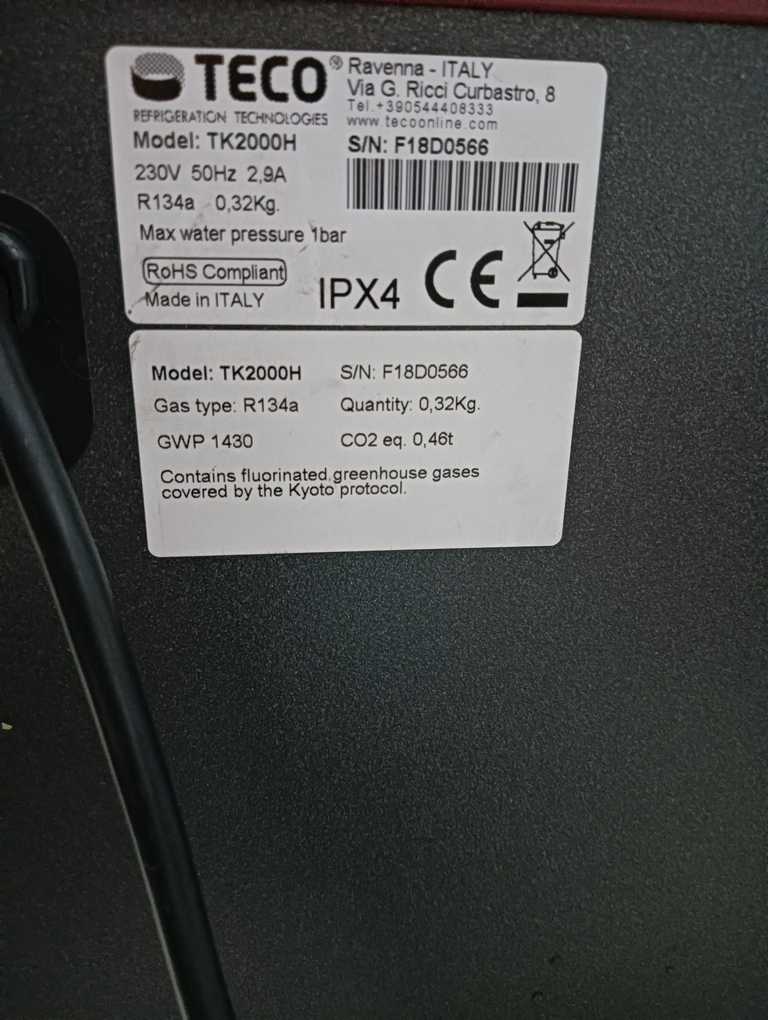 TECO®
REFRIGERATION TECHNOLOGIES
Ravenna - ITALY
Via G. Ricci Curbastro, 8
Tel.+390544408333
www.tecoonline.com
Model: TK2000H
S/N: F18D0566
230V 50Hz 2,9A
R134a 0,32Kg.
Max water pressure 1bar
RoHS Compliant
Made in ITALY
IPX4
CE
Model: TK2000H S/N: F18D0566
Gas type: R134a Quantity: 0,32Kg.
GWP 1430 CO2 eq. 0,46t
Contains fluorinated greenhouse gases
covered by the Kyoto protocol.